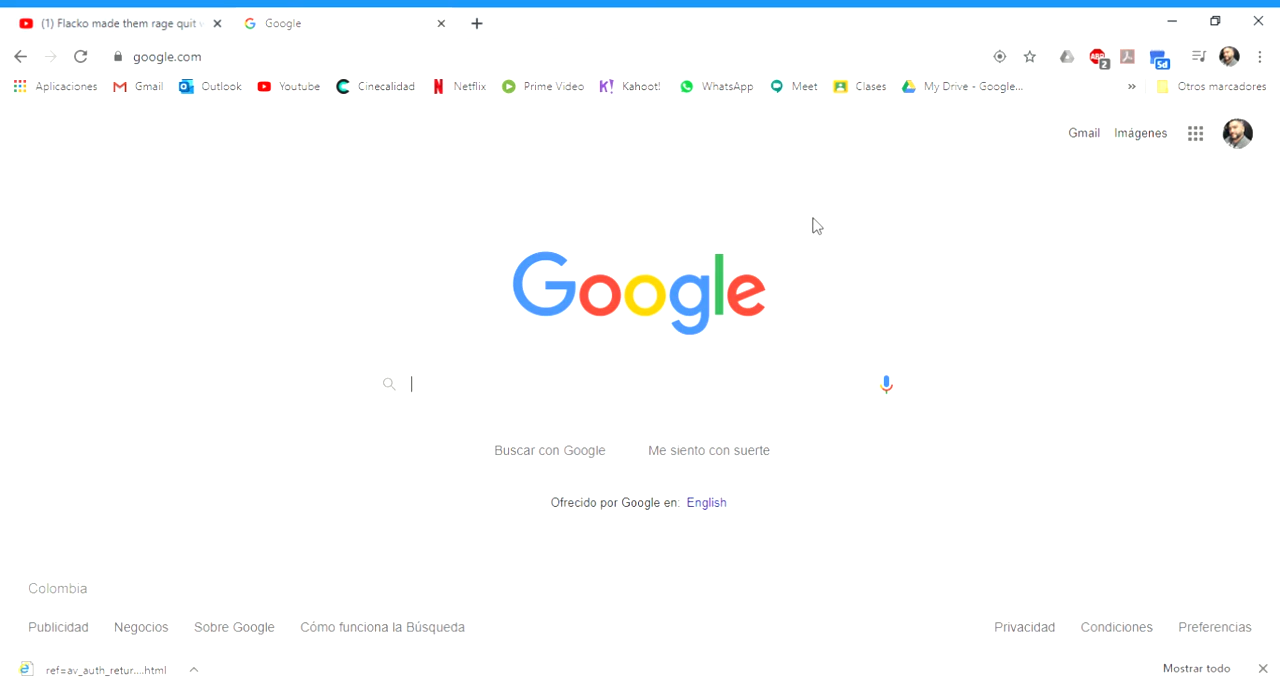 (1) Flacko made them rage quit
Google
google.com
2
5d
Aplicaciones Gmail Outlook Youtube Cinecalidad Netflix Prime Video K! Kahoot! WhatsApp Meet Clases My Drive - Google... » Otros marcadores
Gmail Imágenes
Google
Buscar con Google Me siento con suerte
Ofrecido por Google en: English
Colombia
Publicidad Negocios Sobre Google Cómo funciona la Búsqueda Privacidad Condiciones Preferencias
ref=av_auth_retur....html Mostrar todo